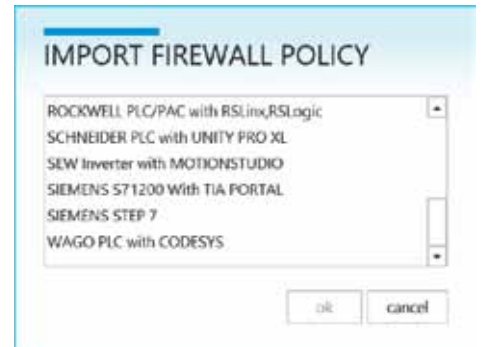 IMPORT FIREWALL POLICY
ROCKWELL PLC/PAC with RSLinx,RSLogic
SCHNEIDER PLC with UNITY PRO XL
SEW Inverter with MOTIONSTUDIO
SIEMENS S71200 With TIA PORTAL
SIEMENS STEP 7
WAGO PLC with CODESYS
ok cancel